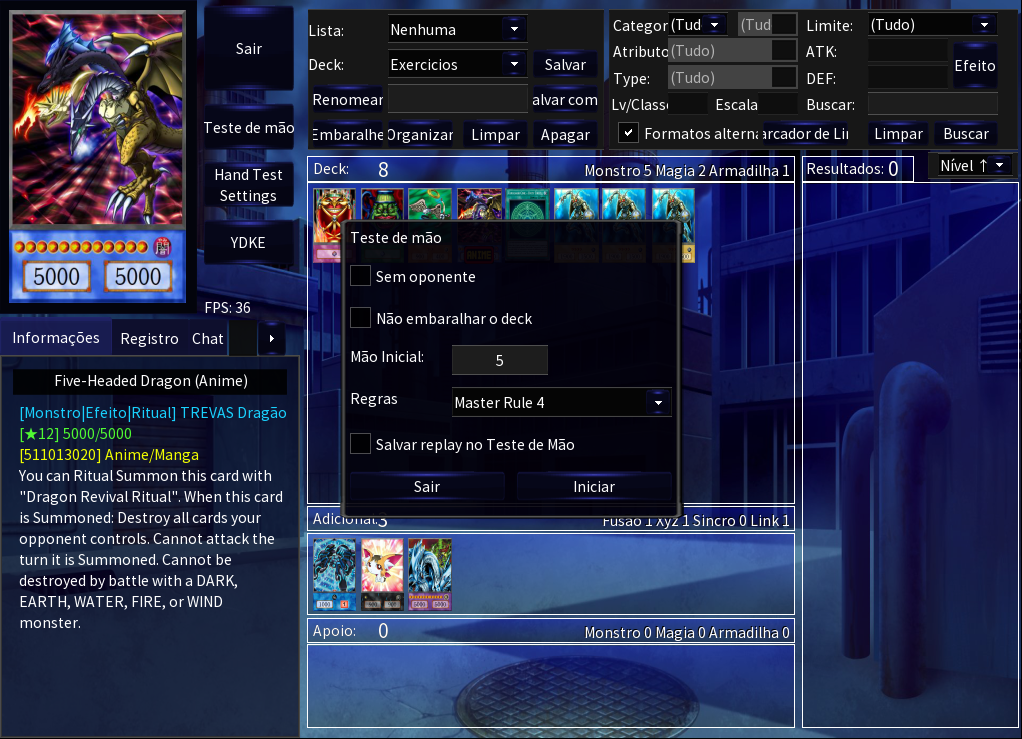 Sair
Teste de mão
Hand Test
Settings
YDKE
FPS: 36
5000
5000
Informações
Registro
Chat
Five-Headed Dragon (Anime)
[Monstro|Efeito|Ritual] TREVAS Dragão
[★12] 5000/5000
[511013020] Anime/Manga
You can Ritual Summon this card with
"Dragon Revival Ritual". When this card
is Summoned: Destroy all cards your
opponent controls. Cannot attack the
turn it is Summoned. Cannot be
destroyed by battle with a DARK,
EARTH, WATER, FIRE, or WIND
monster.
Lista:
Nenhuma
Deck:
Exercicios
Salvar
Renomear
alvar com
Embaralhe
Organizar
Limpar
Apagar
Categor
(Tud
(Tud
Limite:
(Tudo)
Atributo
(Tudo)
ATK:
Efeito
Type:
(Tudo)
DEF:
Lv/Classe
Escala
Buscar:
Formatos altern
arcador de Li
Limpar
Buscar
Deck: 8
Monstro 5 Magia 2 Armadilha 1
Resultados: 0
Nível ↑
Teste de mão
Sem oponente
Não embaralhar o deck
Mão Inicial:
5
Regras
Master Rule 4
Salvar replay no Teste de Mão
Sair
Iniciar
Adicional: 3
Fusão 1 Xyz 1 Sincro 0 Link 1
Apoio: 0
Monstro 0 Magia 0 Armadilha 0